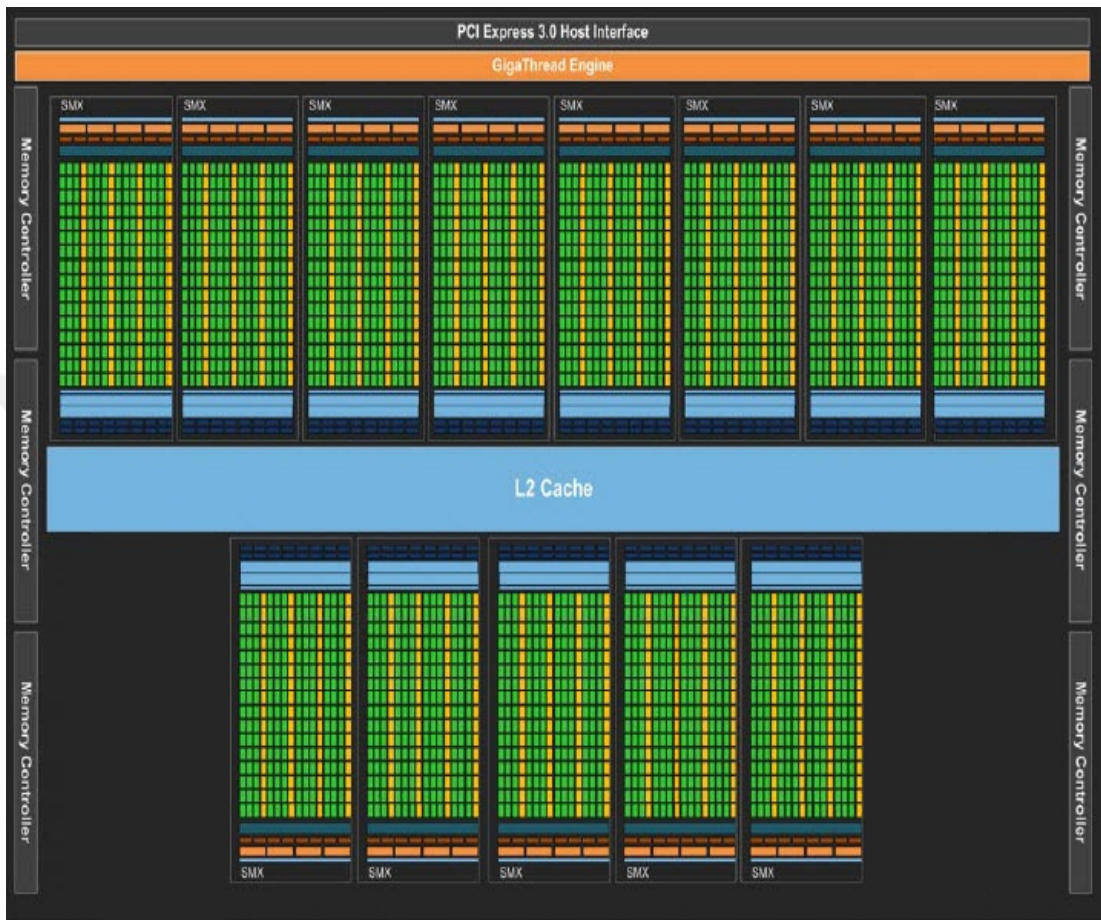 PCI Express 3.0 Host Interface
GigaThread Engine
Memory Controller
Memory Controller
SMX
SMX
SMX
SMX
SMX
SMX
SMX
SMX
L2 Cache
Memory Controller
Memory Controller
Memory Controller
Memory Controller
SMX
SMX
SMX
SMX
SMX